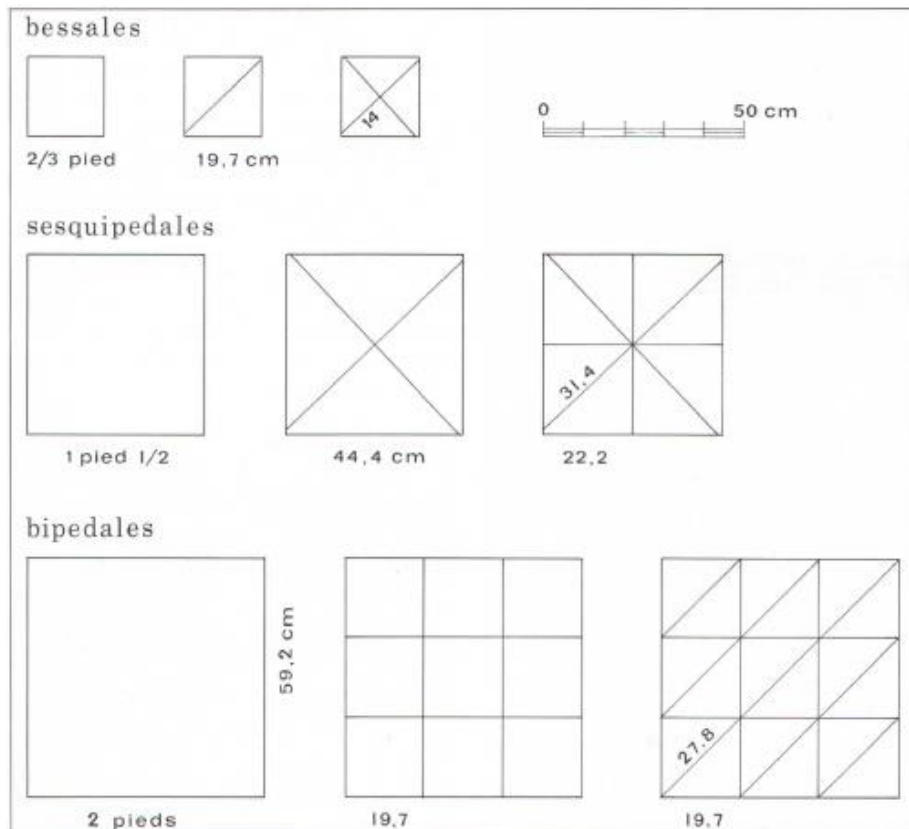 bessales
14
0 50 cm
2/3 pied 19,7 cm
sesquipedales
31,4
1 pied 1/2 44,4 cm 22,2
bipedales
59,2 cm
27.8
2 pieds 19,7 19,7